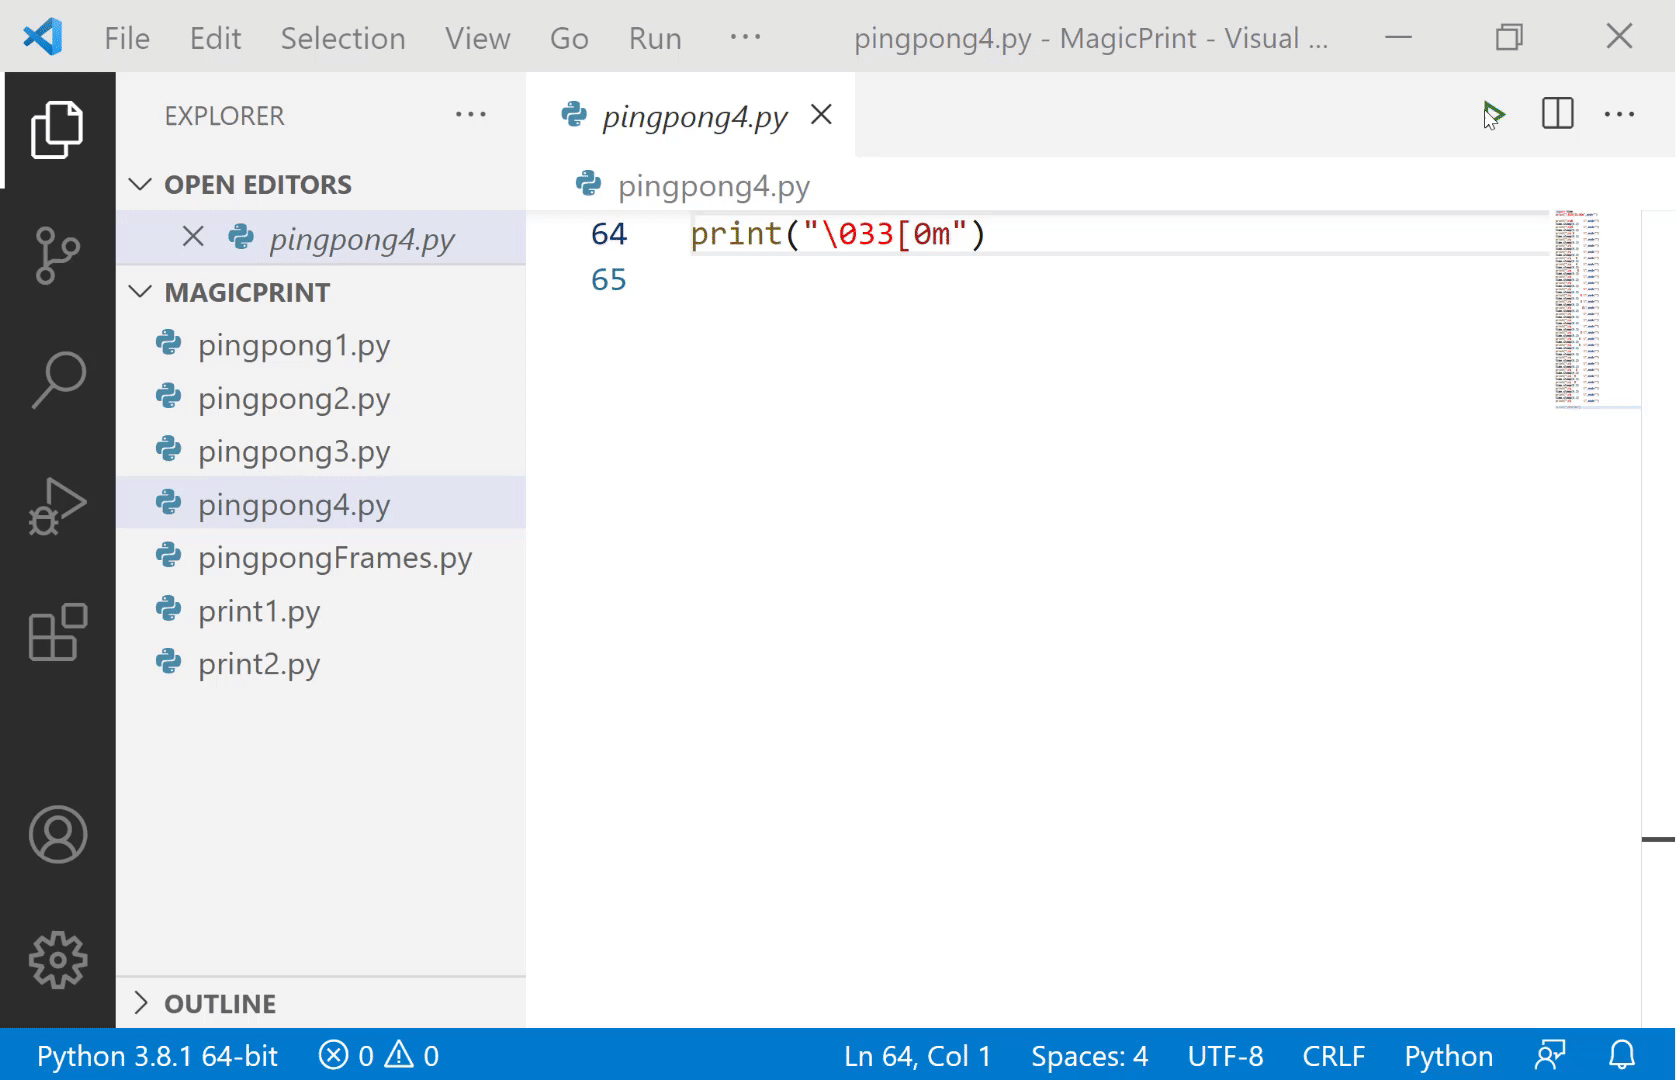 File Edit Selection View Go Run ··· pingpong4.py - MagicPrint - Visual ...
EXPLORER
OPEN EDITORS
pingpong4.py
MAGICPRINT
pingpong1.py
pingpong2.py
pingpong3.py
pingpong4.py
pingpongFrames.py
print1.py
print2.py
OUTLINE
pingpong4.py
pingpong4.py
64 print("\033[0m")
65
Python 3.8.1 64-bit 0 0 Ln 64, Col 1 Spaces: 4 UTF-8 CRLF Python